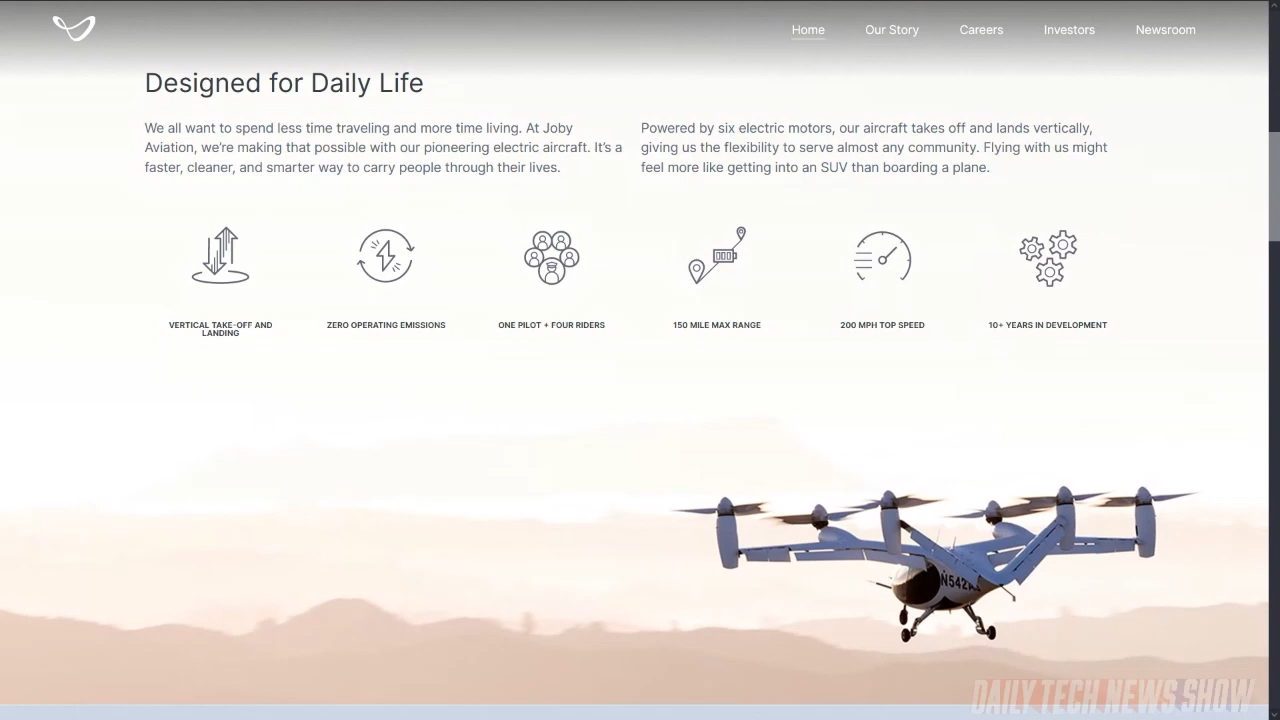 Home Our Story Careers Investors Newsroom
Designed for Daily Life
We all want to spend less time traveling and more time living. At Joby
Aviation, we're making that possible with our pioneering electric aircraft. It's a
faster, cleaner, and smarter way to carry people through their lives.
Powered by six electric motors, our aircraft takes off and lands vertically,
giving us the flexibility to serve almost any community. Flying with us might
feel more like getting into an SUV than boarding a plane.
VERTICAL TAKE-OFF AND
LANDING
ZERO OPERATING EMISSIONS
ONE PILOT + FOUR RIDERS
150 MILE MAX RANGE
200 MPH TOP SPEED
10+ YEARS IN DEVELOPMENT
DAILY TECH NEWS SHOW